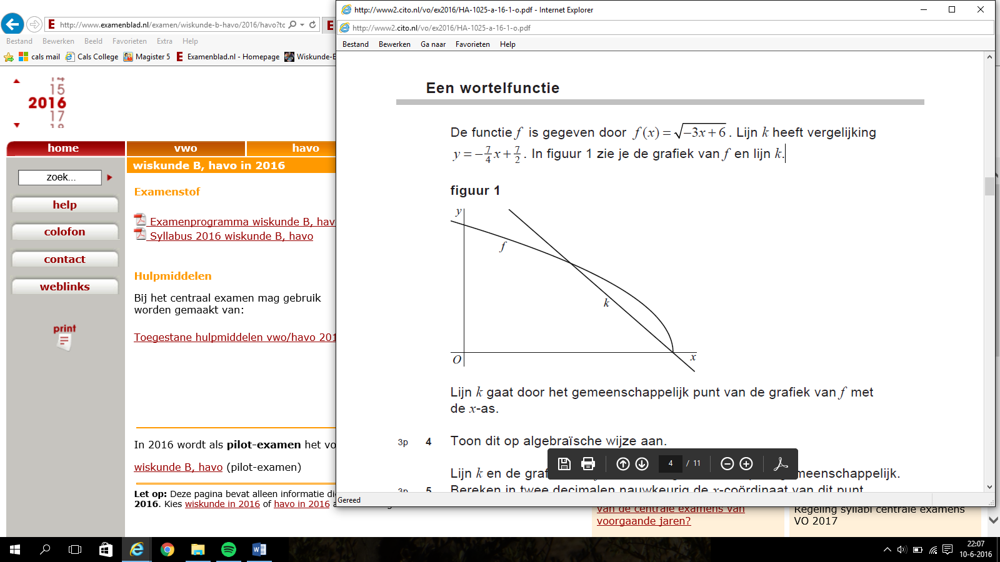 http://www2.cito.nl/vo/ex2016/HA-1025-a-16-1-o.pdf - Internet Explorer
http://www.examenblad.nl/examen/wiskunde-b-havo/2016/havo?tc
http://www2.cito.nl/vo/ex2016/HA-1025-a-16-1-o.pdf
Bestand Bewerken Beeld Favorieten Extra Help
Bestand Bewerken Ga naar Favorieten Help
cals mail Cals College Magister 5 Examenblad.nl - Homepage Wiskunde-E
14
15
2016
17
18
home vwo havo
wiskunde B, havo in 2016
zoek...
help
colofon
contact
weblinks
print
Examenstof
Examenprogramma wiskunde B, hav
Syllabus 2016 wiskunde B, havo
Hulpmiddelen
Bij het centraal examen mag gebruik
worden gemaakt van:
Toegestane hulpmiddelen vwo/havo 201
In 2016 wordt als pilot-examen het vo
wiskunde B, havo (pilot-examen)
Let op: Deze pagina bevat alleen informatie di
2016. Kies wiskunde in 2016 of havo in 2016
Een wortelfunctie
De functie f is gegeven door f(x) = √(-3x+6). Lijn k heeft vergelijking
y = -7/4 x + 7/2. In figuur 1 zie je de grafiek van f en lijn k.
figuur 1
y
f
k
O
x
Lijn k gaat door het gemeenschappelijk punt van de grafiek van f met
de x-as.
3p 4 Toon dit op algebraïsche wijze aan.
4 / 11
Lijn k en de graf meenschappelijk.
3p 5 Bereken in twee decimalen nauwkeurig de x-coördinaat van dit punt.
Gereed
van de centrale examens van
voorgaande jaren?
Regeling syllabi centrale examens
VO 2017
22:07
10-6-2016